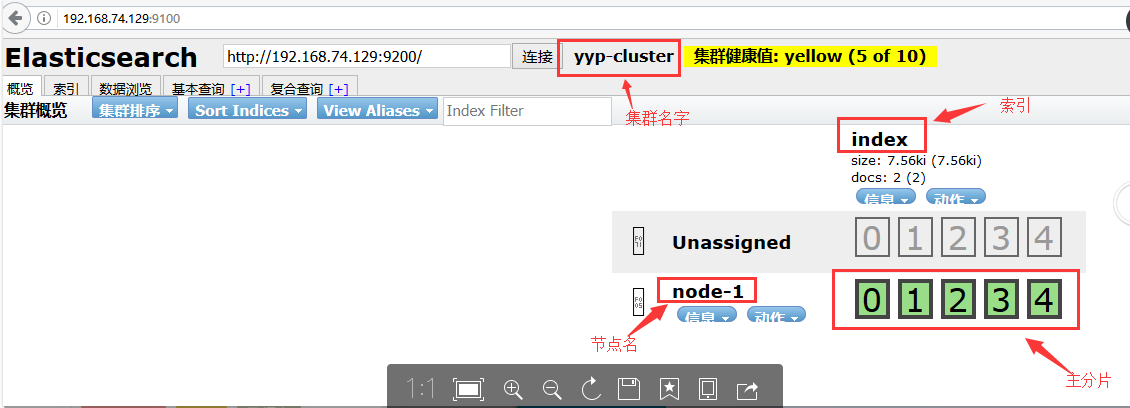 192.168.74.129:9100
Elasticsearch http://192.168.74.129:9200/ 连接 yyp-cluster 集群健康值: yellow (5 of 10)
概览 索引 数据浏览 基本查询 [+] 复合查询 [+]
集群概览 集群排序 Sort Indices View Aliases Index Filter
集群名字
索引
index
size: 7.56ki (7.56ki)
docs: 2 (2)
信息 动作
Unassigned 0 1 2 3 4
node-1 0 1 2 3 4
信息 动作
节点名
主分片
1:1